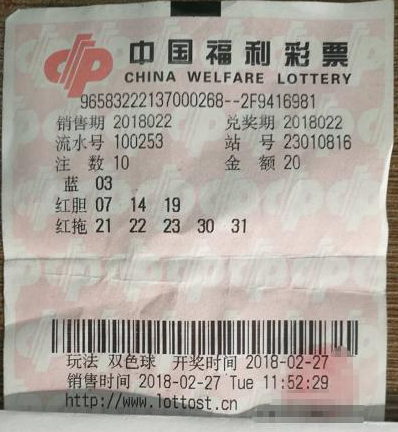 中国福利彩票
CHINA WELFARE LOTTERY
96583222137000268--2F9416981
销售期 2018022 兑奖期 2018022
流水号 100253 站 号 23010816
注 数 10 金 额 20
蓝 03
红胆 07 14 19
红拖 21 22 23 30 31
玩法 双色球 开奖时间 2018-02-27
销售时间 2018-02-27 Tue 11:52:29
http://www.lottost.cn